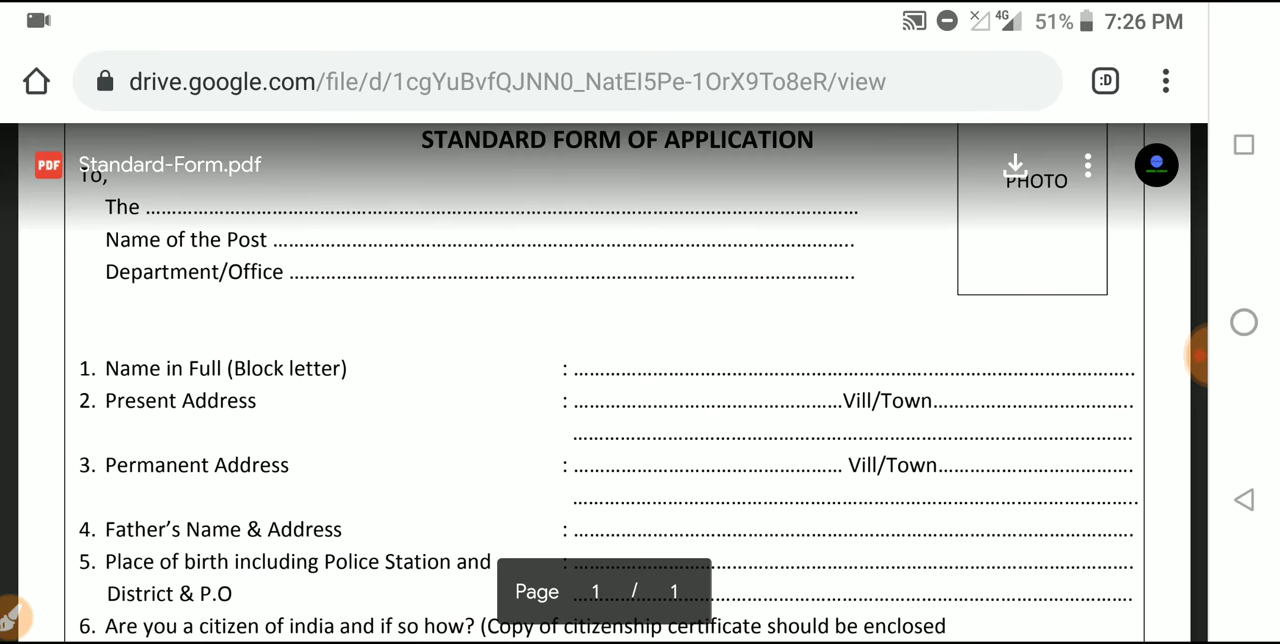 4G 51% 7:26 PM
drive.google.com/file/d/1cgYuBvfQJNN0_NatEI5Pe-1OrX9To8eR/view
:D
STANDARD FORM OF APPLICATION
PDF Standard-Form.pdf
To,
PHOTO
The ................................................................
Name of the Post ................................................................
Department/Office ................................................................
1. Name in Full (Block letter) : ................................................................
2. Present Address : ................................Vill/Town................................
................................................................
3. Permanent Address : ................................ Vill/Town................................
................................................................
4. Father’s Name & Address : ................................................................
5. Place of birth including Police Station and : ................................................................
District & P.O ................................................................
Page 1 / 1
6. Are you a citizen of india and if so how? (Copy of citizenship certificate should be enclosed